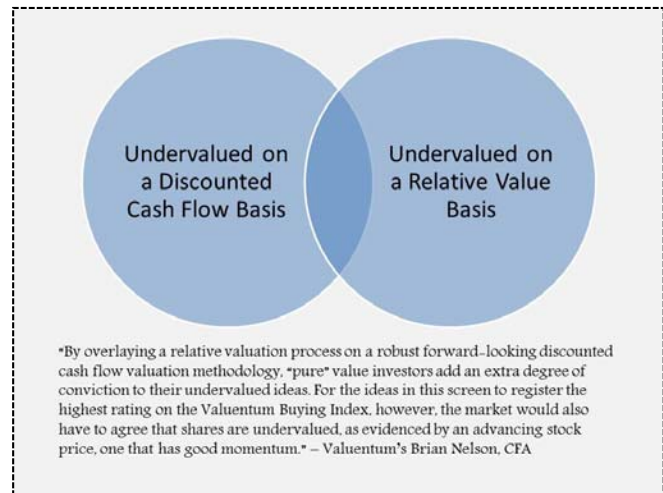 Undervalued on
a Discounted
Cash Flow Basis
Undervalued on
a Relative Value
Basis
"By overlaying a relative valuation process on a robust forward-looking discounted
cash flow valuation methodology, "pure" value investors add an extra degree of
conviction to their undervalued ideas. For the ideas in this screen to register the
highest rating on the Valuentum Buying Index, however, the market would also
have to agree that shares are undervalued, as evidenced by an advancing stock
price, one that has good momentum." – Valuentum's Brian Nelson, CFA